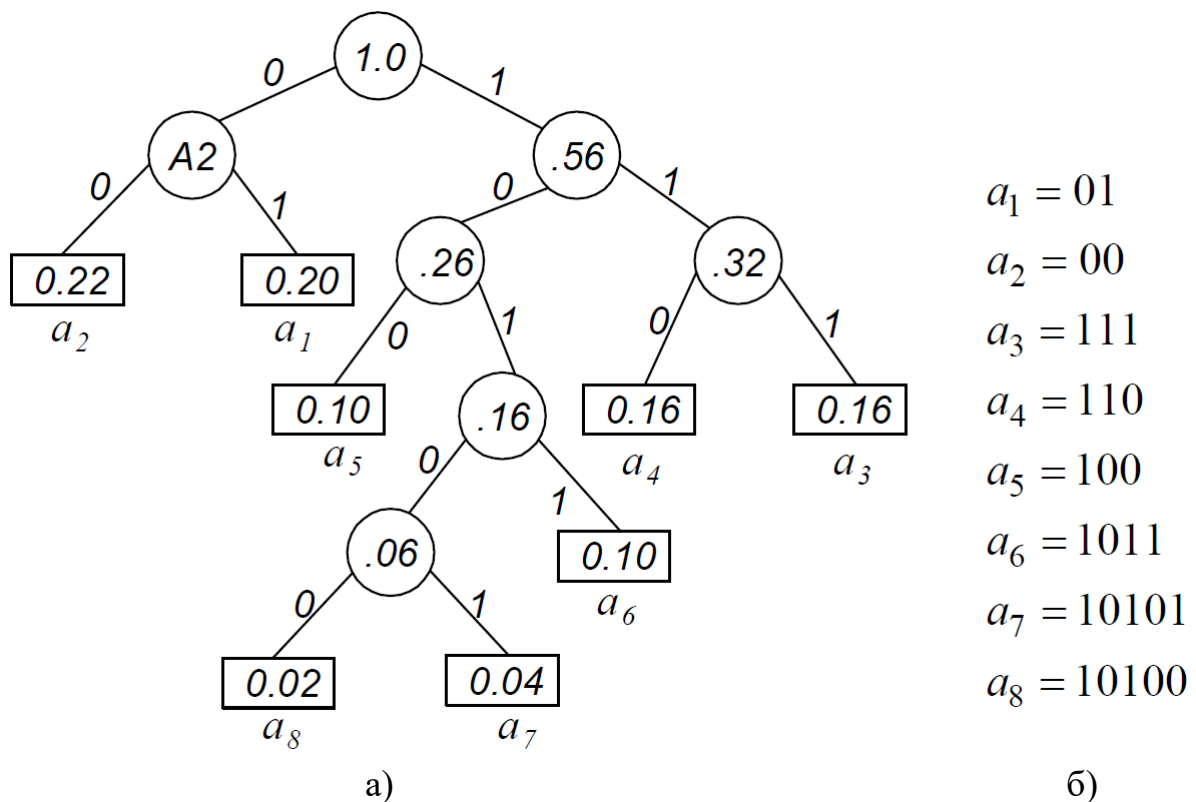 1.0
0
1
A2
.56
0
1
0
1
a₁ = 01
0.22
0.20
.26
.32
a₂ = 00
a₂
a₁
0
1
0
1
a₃ = 111
0.10
.16
0.16
0.16
a₄ = 110
a₅
0
1
a₄
a₃
a₅ = 100
.06
0.10
a₆ = 1011
0
1
a₆
a₇ = 10101
0.02
0.04
a₈ = 10100
a₈
a₇
а)
б)